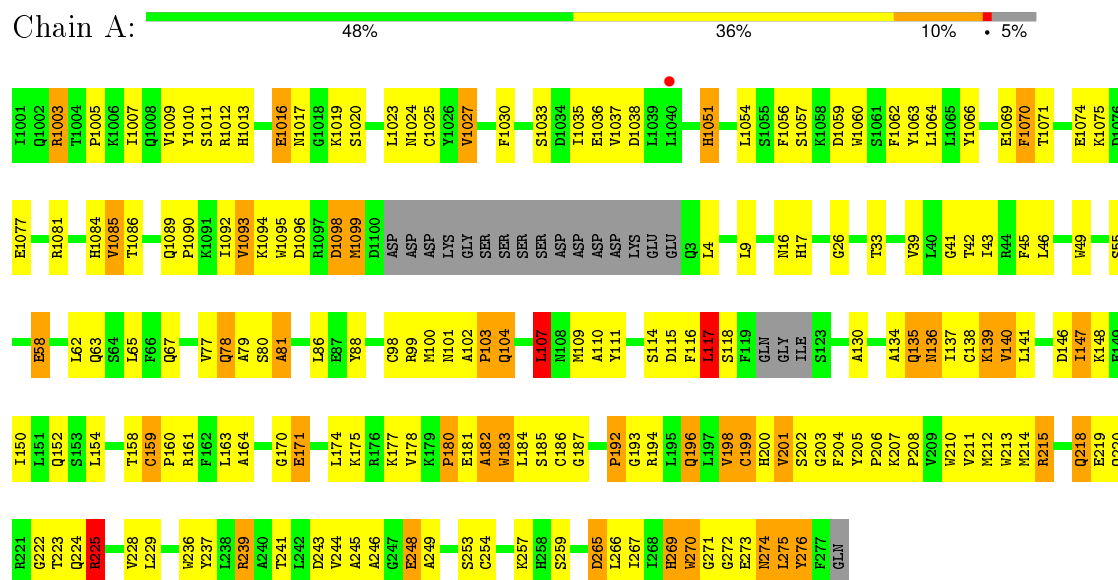 Chain A:
48% 36% 10% • 5%
I1001 Q1002 R1003 T1004 P1005 K1006 I1007 Q1008 V1009 Y1010 S1011 R1012 H1013 E1016 N1017 G1018 K1019 S1020 L1023 N1024 C1025 Y1026 V1027 F1030 S1033 D1034 I1035 E1036 V1037 D1038 L1039 L1040 H1051 L1054 S1055 F1056 S1057 K1058 D1059 W1060 S1061 F1062 Y1063 L1064 L1065 Y1066 E1069 F1070 T1071 E1074 K1075 D1076
E1077 R1081 H1084 V1085 T1086 Q1089 P1090 K1091 I1092 V1093 K1094 W1095 D1096 R1097 D1098 M1099 D1100 ASP ASP ASP LYS GLY SER SER SER SER ASP ASP ASP ASP LYS GLU GLU Q3 L4 L9 N16 H17 G26 T33 V39 L40 G41 T42 I43 R44 F45 L46 W49 S55
E58 L62 Q63 S64 L65 F66 Q67 V77 Q78 A79 S80 A81 L86 E87 Y88 C98 R99 M100 N101 A102 P103 Q104 L107 N108 M109 A110 Y111 S114 D115 F116 L117 S118 F119 GLN GLY ILE S123 A130 A134 Q135 N136 I137 C138 K139 V140 L141 D146 I147 K148 E149
I150 L151 Q152 S153 L154 T158 C159 P160 R161 F162 L163 A164 G170 E171 L174 K175 R176 K177 V178 K179 P180 E181 A182 W183 L184 S185 C186 G187 P192 G193 R194 L195 Q196 L197 V198 C199 H200 V201 S202 G203 F204 Y205 P206 K207 P208 V209 W210 V211 M212 W213 M214 R215 Q218 E219 Q220
R221 G222 T223 Q224 R225 V228 L229 W236 Y237 L238 R239 A240 T241 L242 D243 V244 A245 A246 G247 E248 A249 S253 C254 K257 H258 S259 D265 L266 I267 I268 H269 W270 G271 G272 E273 N274 L275 Y276 F277 GLN